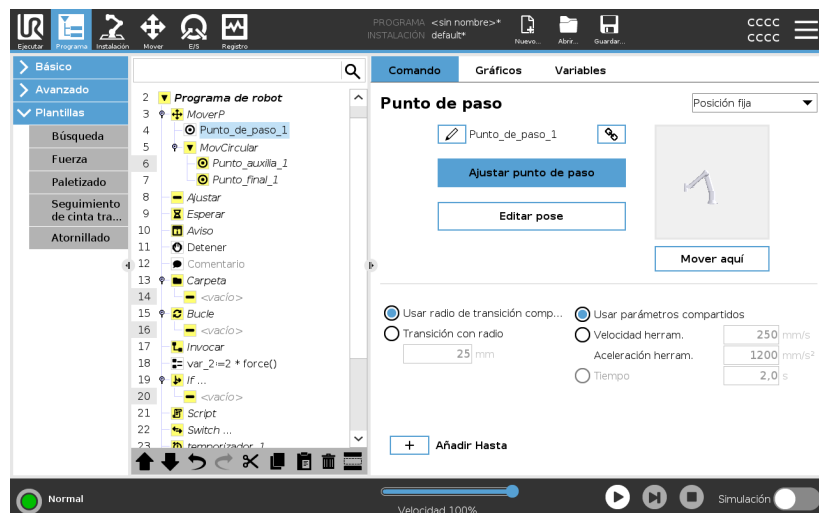 PROGRAMA <sin nombre>*
INSTALACIÓN default*
Ejecutar Programa Instalación Mover E/S Registro
Nuevo... Abrir... Guardar...
CCCC
CCCC
Básico
Avanzado
Plantillas
Búsqueda
Fuerza
Paletizado
Seguimiento
de cinta tra...
Atornillado
2 Programa de robot
3 MoverP
4 Punto_de_paso_1
5 MovCircular
6 Punto_auxilia_1
7 Punto_final_1
8 Ajustar
9 Esperar
10 Aviso
11 Detener
12 Comentario
13 Carpeta
14 <vacío>
15 Bucle
16 <vacío>
17 Invocar
18 var_2≔2 * force()
19 If ...
20 <vacío>
21 Script
22 Switch ...
23 temporizador_1
Comando Gráficos Variables
Punto de paso
Posición fija
Punto_de_paso_1
Ajustar punto de paso
Editar pose
Mover aquí
Usar radio de transición comp...
Transición con radio
25 mm
Usar parámetros compartidos
Velocidad herram. 250 mm/s
Aceleración herram. 1200 mm/s²
Tiempo 2,0 s
+ Añadir Hasta
Normal
Velocidad 100%
Simulación